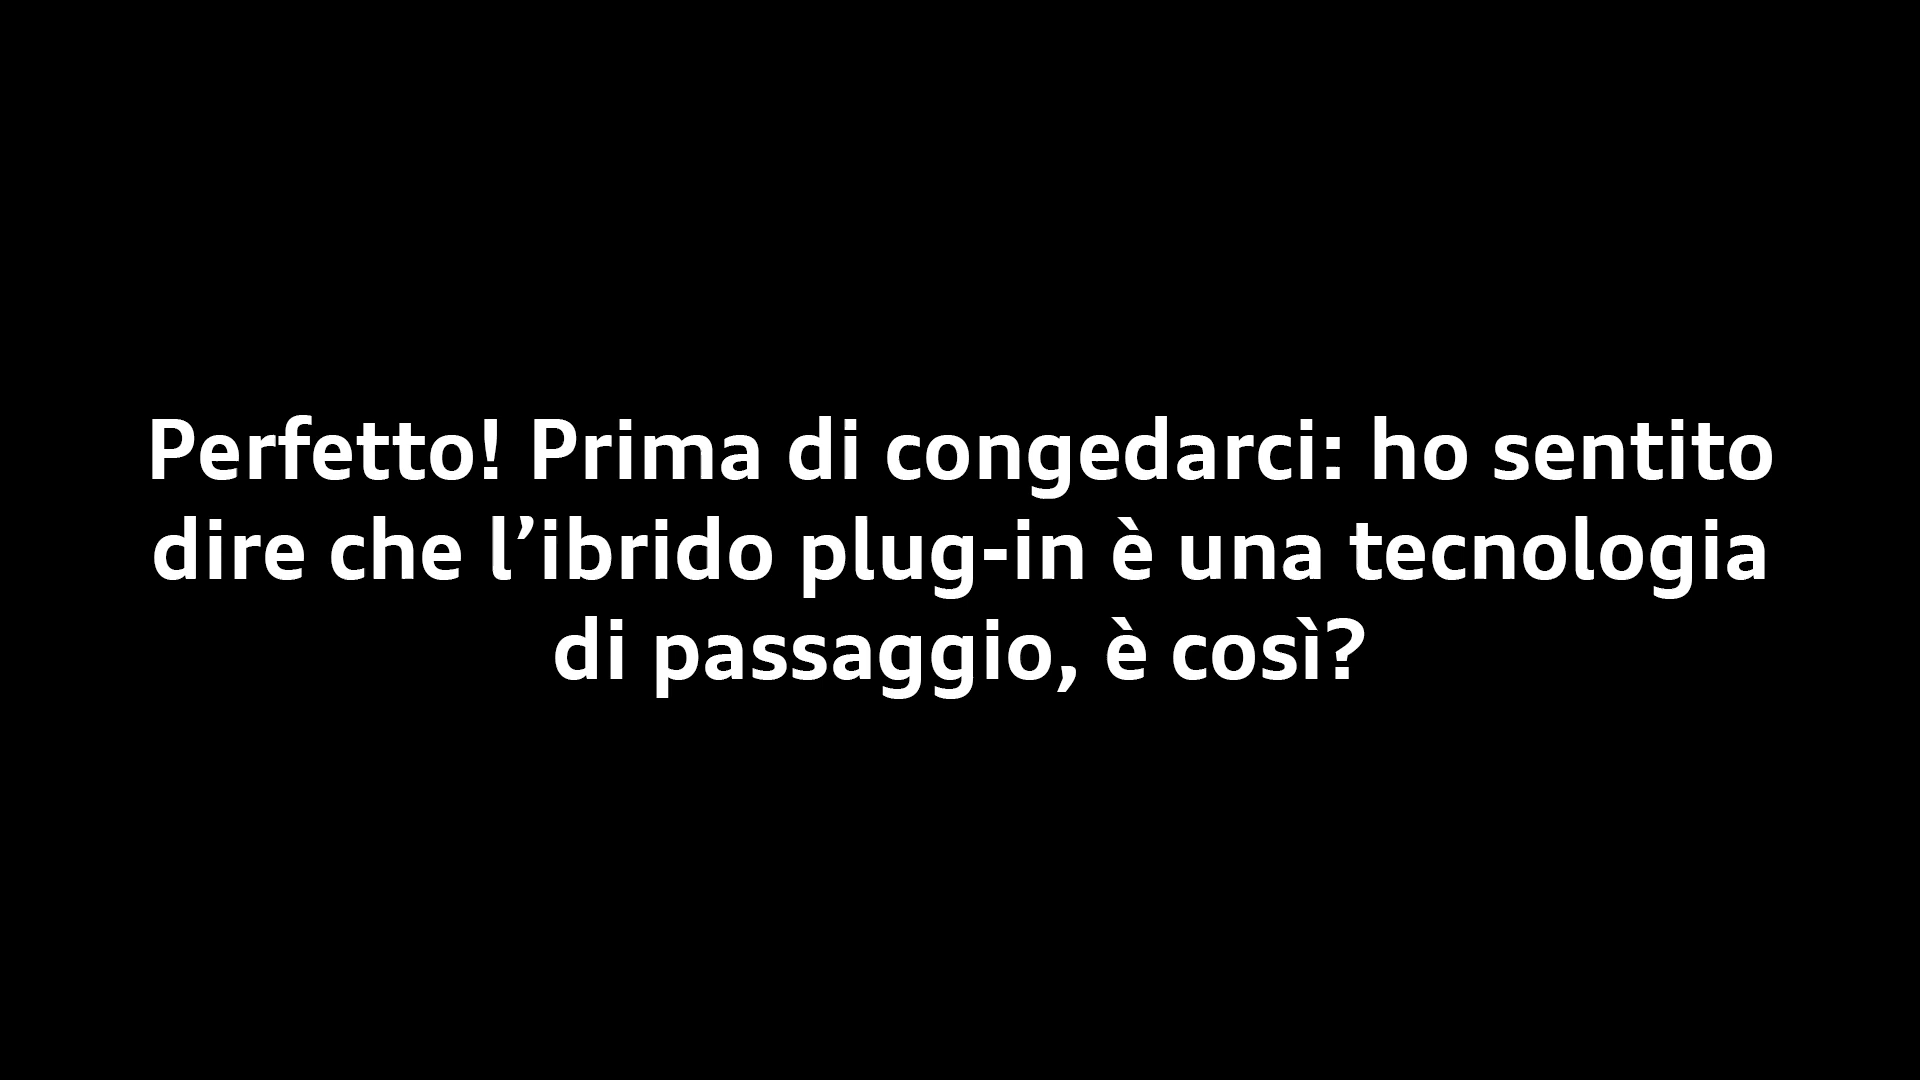 Perfetto! Prima di congedarci: ho sentito
dire che l’ibrido plug-in è una tecnologia
di passaggio, è così?